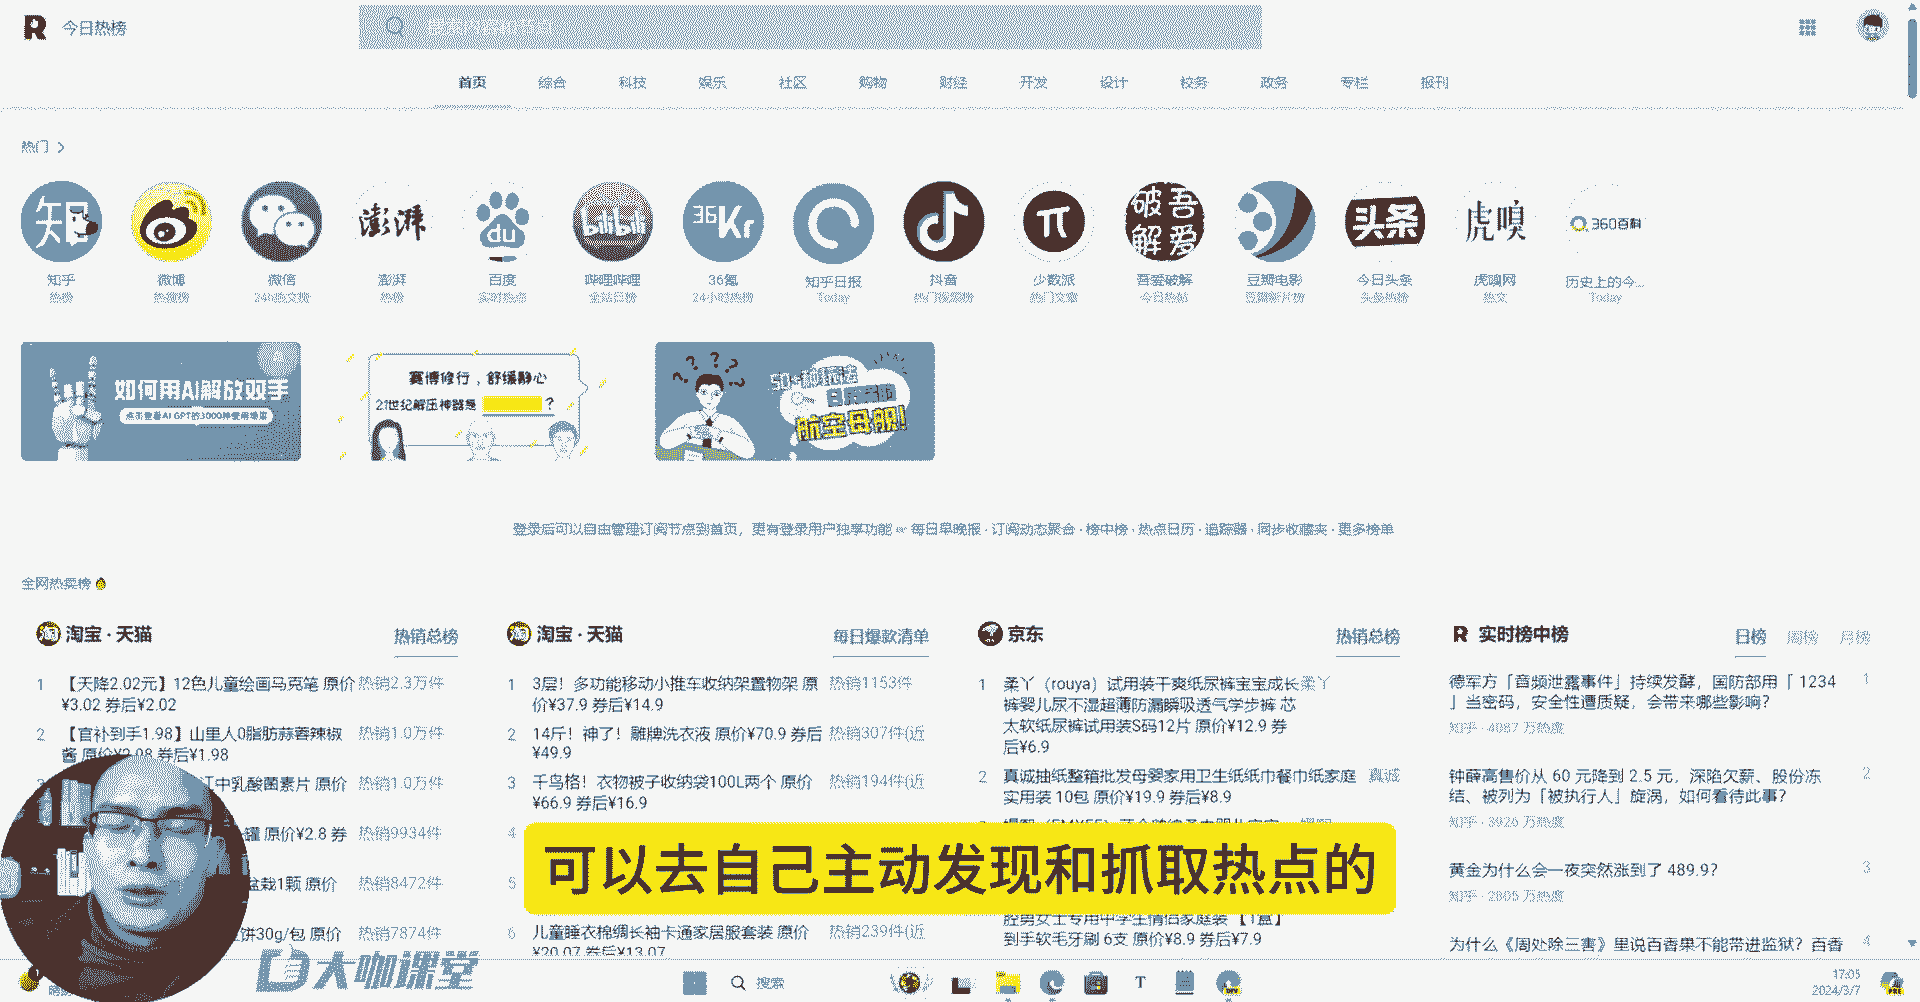 今日热榜
首页 综合 科技 娱乐 社区 购物 财经 开发 设计 校务 政务 专栏 报刊
热门
知乎 微博 微信 澎湃 百度 哔哩哔哩 36氪 知乎日报 抖音 少数派 吾爱破解 豆瓣电影 今日头条 虎嗅网 历史上的今...
热榜 热搜榜 24h热文榜 热榜 实时热点 全站日榜 24小时热榜 Today 热门视频榜 热门文章 今日热帖 豆瓣新片榜 头条热榜 热文 Today
如何用AI解放双手
点击查看AI GPT的3000种使用场景
赛博修行，舒缓静心
21世纪解压神器是 ？
航空母舰!
登录后可以自由管理订阅节点到首页，更有登录用户独享功能 ☞ 每日早晚报 · 订阅动态聚合 · 榜中榜 · 热点日历 · 追踪器 · 同步收藏夹 · 更多榜单
全网热卖榜
淘宝 · 天猫 热销总榜
1 【天降2.02元】12色儿童绘画马克笔 原价 热销2.3万件
¥3.02 券后¥2.02
2 【官补到手1.98】山里人0脂肪蒜蓉辣椒 热销1.0万件
酱 原价¥2.98 券后¥1.98
江中乳酸菌素片 原价 热销1.0万件
罐 原价¥2.8 券 热销9934件
盆栽1颗 原价 热销8472件
饼30g/包 原价 热销7874件
淘宝 · 天猫 每日爆款清单
1 3层！多功能移动小推车收纳架置物架 原 热销1153件
价¥37.9 券后¥14.9
2 14斤！神了！雕牌洗衣液 原价¥70.9 券后 热销307件(近
¥49.9
3 千鸟格！衣物被子收纳袋100L两个 原价 热销194件(近
¥66.9 券后¥16.9
4
5
6 儿童睡衣棉绸长袖卡通家居服套装 原价 热销239件(近
¥20.07 券后¥13.07
京东 热销总榜
1 柔丫（rouya）试用装干爽纸尿裤宝宝成长 柔丫
裤婴儿尿不湿超薄防漏瞬吸透气学步裤 芯
太软纸尿裤试用装S码12片 原价¥12.9 券
后¥6.9
2 真诚抽纸整箱批发母婴家用卫生纸纸巾餐巾纸家庭 真诚
实用装 10包 原价¥19.9 券后¥8.9
腔男女士专用中学生情侣家庭装 【1盒】
到手软毛牙刷 6支 原价¥8.9 券后¥7.9
实时榜中榜 日榜 周榜 月榜
德军方「音频泄露事件」持续发酵，国防部用「 1234 1
」当密码，安全性遭质疑，会带来哪些影响？
知乎 · 4087 万热度
钟薛高售价从 60 元降到 2.5 元，深陷欠薪、股份冻 2
结、被列为「被执行人」旋涡，如何看待此事？
知乎 · 3926 万热度
黄金为什么会一夜突然涨到了 489.9？ 3
知乎 · 2805 万热度
为什么《周处除三害》里说百香果不能带进监狱？百香 4
可以去自己主动发现和抓取热点的
大咖课堂
搜索
17:05
2024/3/7